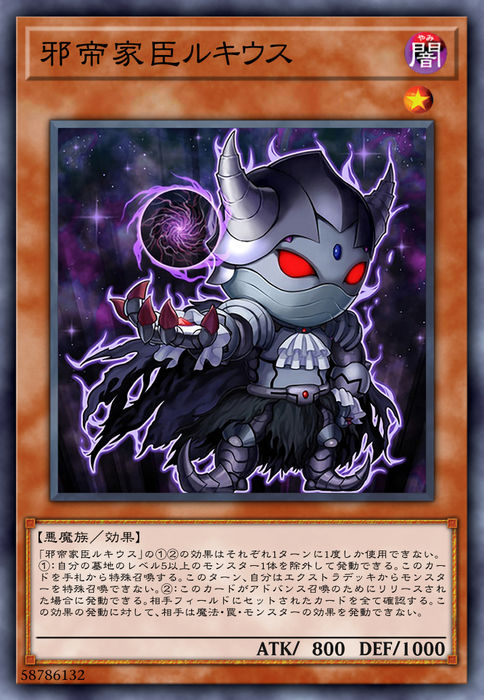 邪帝家臣ルキウス
やみ
闇
【悪魔族／効果】
「邪帝家臣ルキウス」の①②の効果はそれぞれ1ターンに1度しか使用できない。
①：自分の墓地のレベル5以上のモンスター1体を除外して発動できる。このカー
ドを手札から特殊召喚する。このターン、自分はエクストラデッキからモンスター
を特殊召喚できない。②：このカードがアドバンス召喚のためにリリースされ
た場合に発動できる。相手フィールドにセットされたカードを全て確認する。こ
の効果の発動に対して、相手は魔法・罠・モンスターの効果を発動できない。
ATK/ 800 DEF/1000
58786132